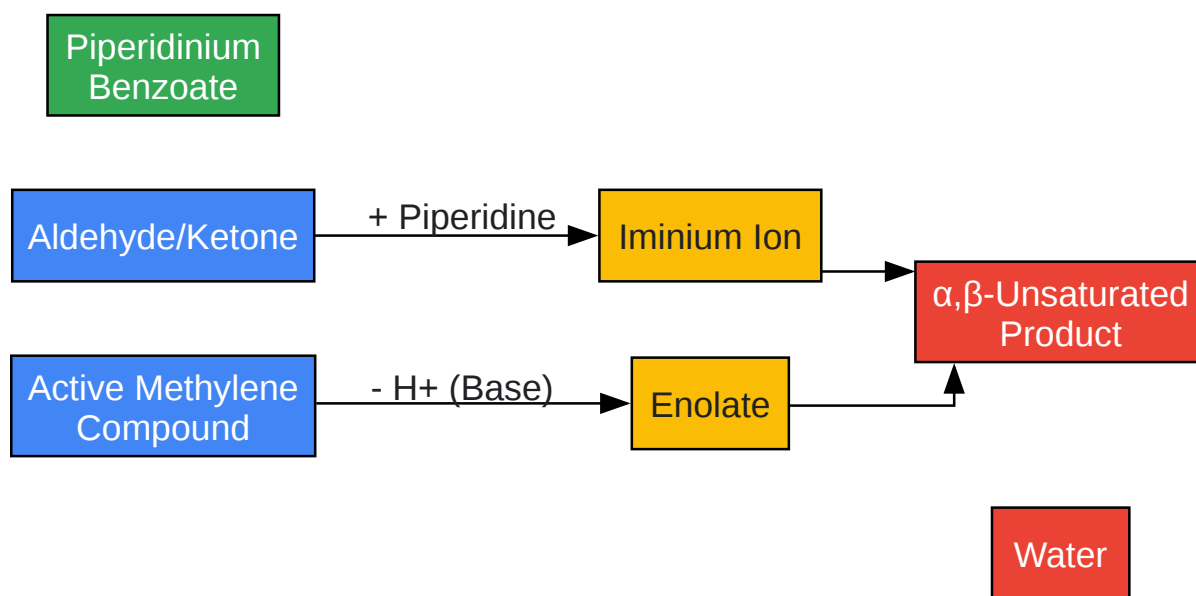 Piperidinium
Benzoate
Aldehyde/Ketone
+ Piperidine
Iminium Ion
α,β-Unsaturated
Product
Active Methylene
Compound
- H+ (Base)
Enolate
Water